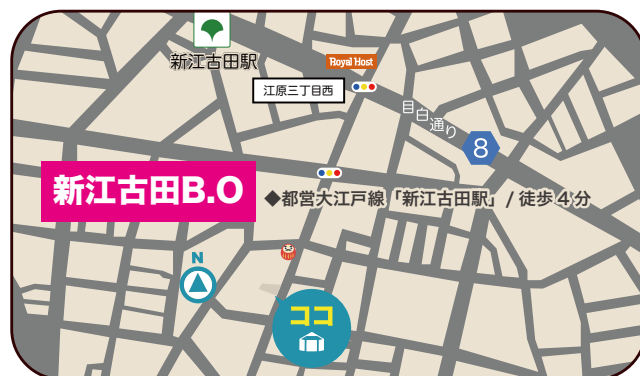 新江古田駅
Royal Host
江原三丁目西
目白通り
8
新江古田B.O
◆都営大江戸線「新江古田駅」/ 徒歩4分
N
ココ